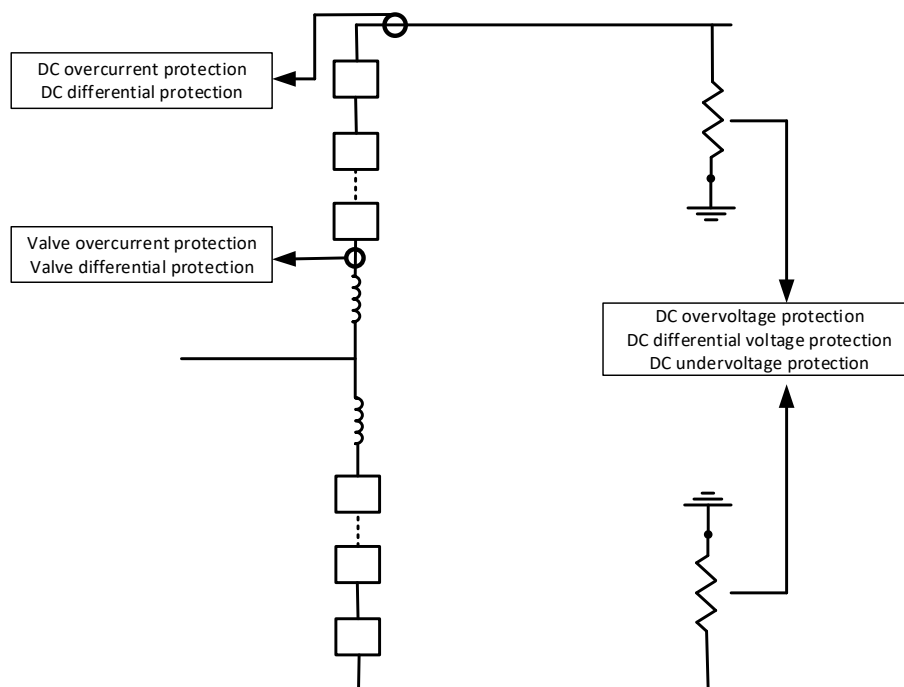 DC overcurrent protection
DC differential protection
Valve overcurrent protection
Valve differential protection
DC overvoltage protection
DC differential voltage protection
DC undervoltage protection